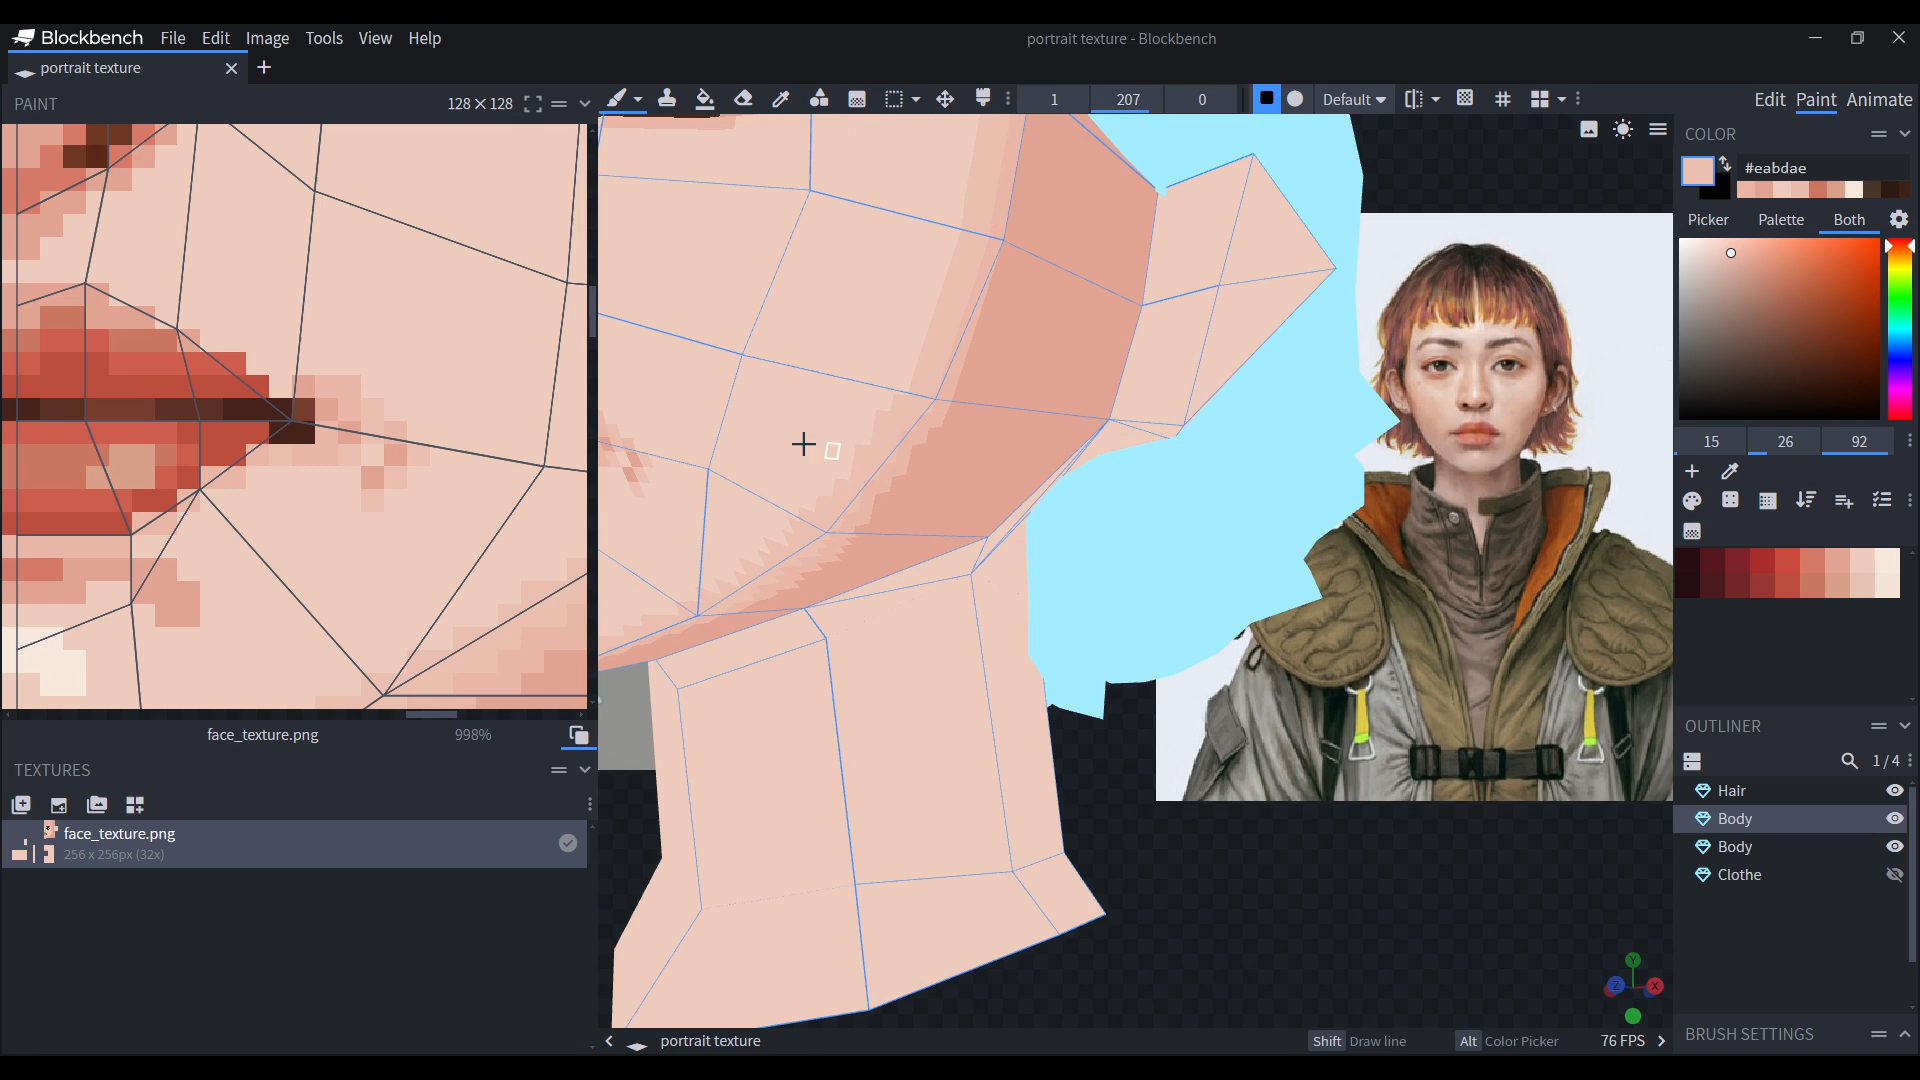 Blockbench File Edit Image Tools View Help
portrait texture - Blockbench
portrait texture
PAINT
128 × 128
1
207
0
Default
Edit Paint Animate
COLOR
#eabdae
Picker Palette Both
15
26
92
face_texture.png
998%
TEXTURES
face_texture.png
256 x 256px (32x)
OUTLINER
1 / 4
Hair
Body
Body
Clothe
Y
Z
X
BRUSH SETTINGS
portrait texture
Shift Draw line
Alt Color Picker
76 FPS